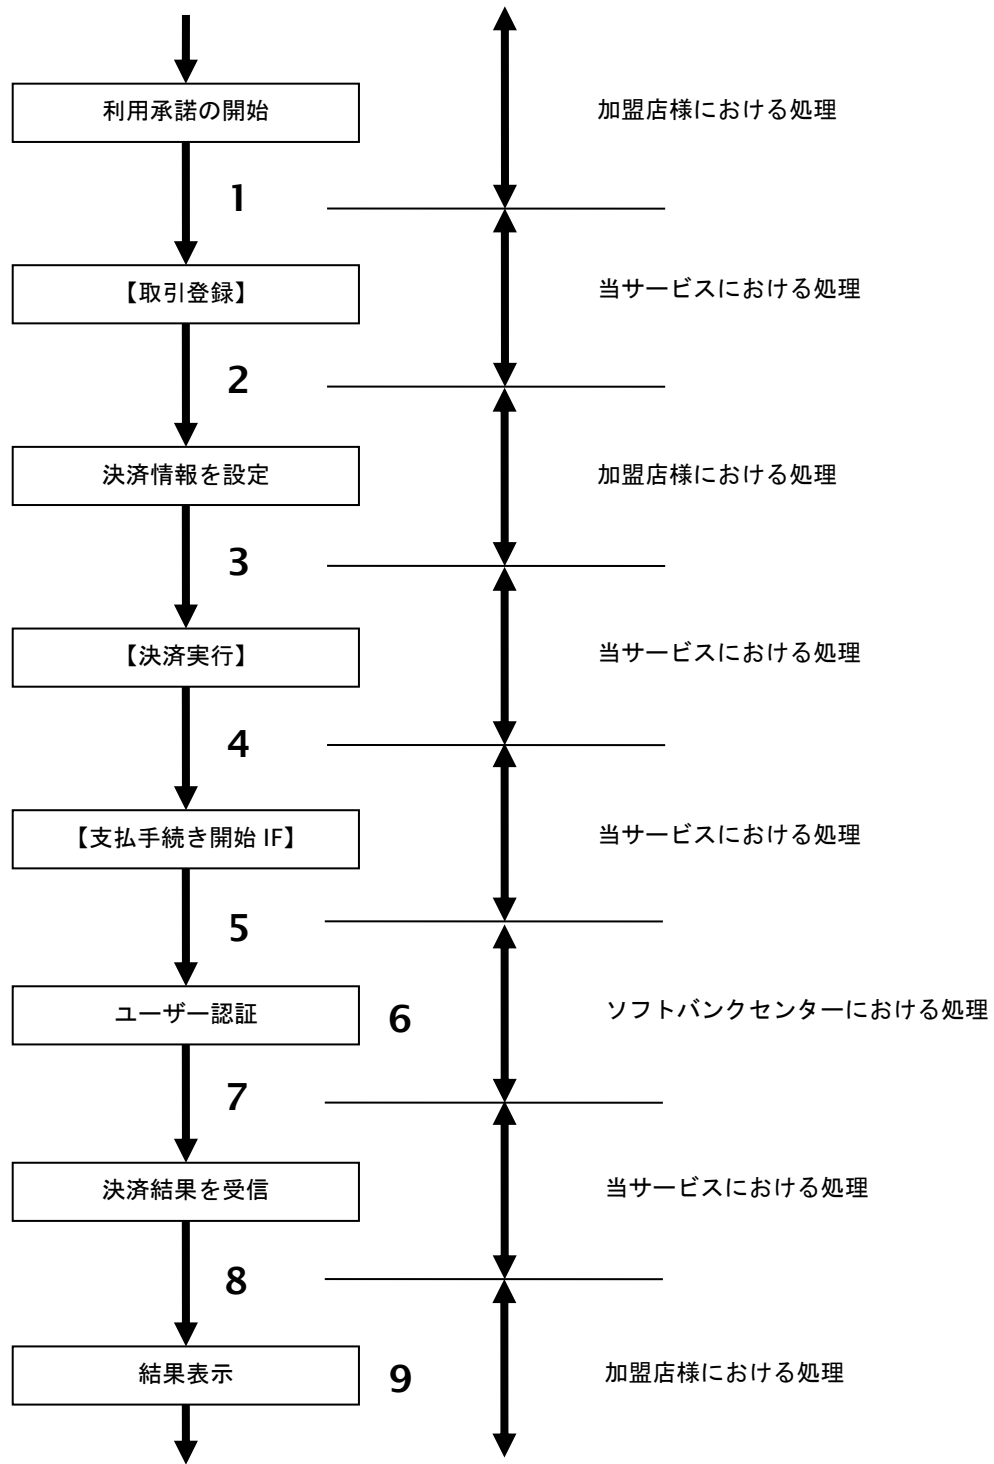 利用承諾の開始
加盟店様における処理
1
【取引登録】
当サービスにおける処理
2
決済情報を設定
加盟店様における処理
3
【決済実行】
当サービスにおける処理
4
【支払手続き開始 IF】
当サービスにおける処理
5
ユーザー認証
6
ソフトバンクセンターにおける処理
7
決済結果を受信
当サービスにおける処理
8
結果表示
9
加盟店様における処理